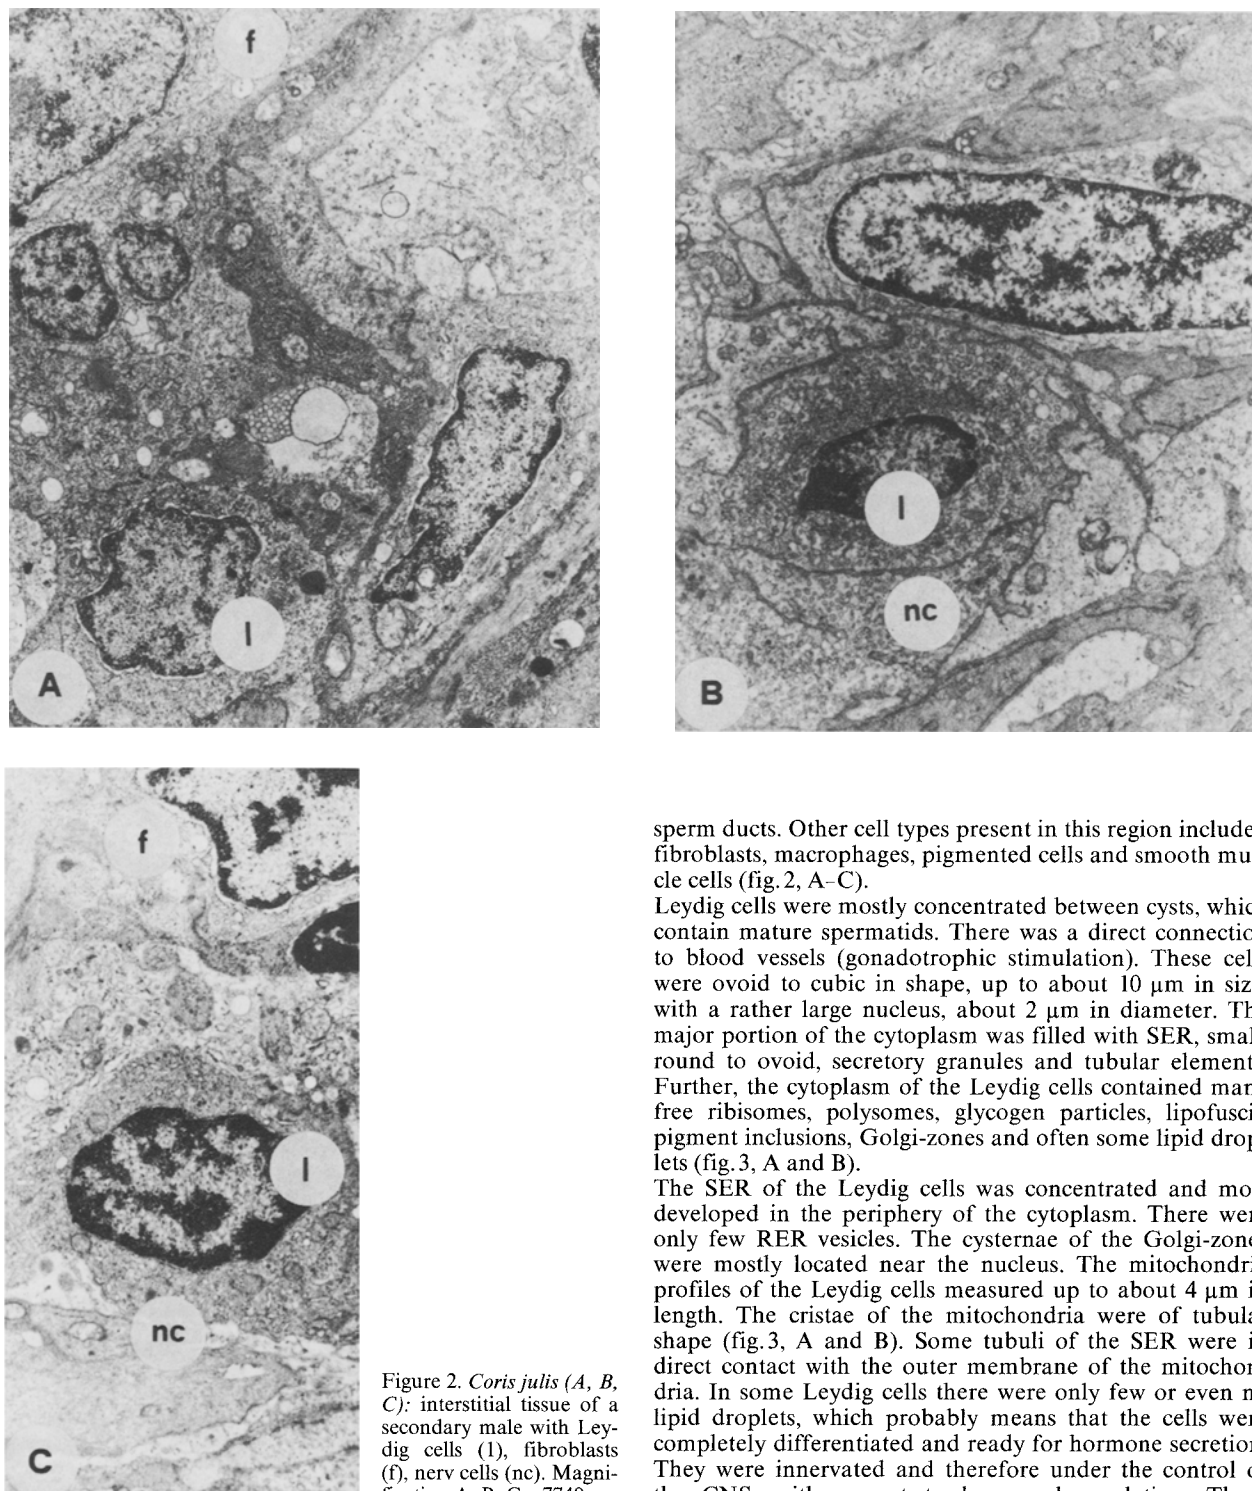 f
l
A
l
nc
B
f
l
nc
C
Figure 2. Coris julis (A, B,
C): interstitial tissue of a
secondary male with Ley-
dig cells (1), fibroblasts
(f), nerv cells (nc). Magni-
A, B, C
sperm ducts. Other cell types present in this region include
fibroblasts, macrophages, pigmented cells and smooth mu
cle cells (fig. 2, A–C).
Leydig cells were mostly concentrated between cysts, whic
contain mature spermatids. There was a direct connectio
to blood vessels (gonadotrophic stimulation). These cel
were ovoid to cubic in shape, up to about 10 μm in siz
with a rather large nucleus, about 2 μm in diameter. Th
major portion of the cytoplasm was filled with SER, smal
round to ovoid, secretory granules and tubular element
Further, the cytoplasm of the Leydig cells contained man
free ribisomes, polysomes, glycogen particles, lipofusci
pigment inclusions, Golgi-zones and often some lipid drop
lets (fig. 3, A and B).
The SER of the Leydig cells was concentrated and mo
developed in the periphery of the cytoplasm. There wer
only few RER vesicles. The cysternae of the Golgi-zone
were mostly located near the nucleus. The mitochondri
profiles of the Leydig cells measured up to about 4 μm i
length. The cristae of the mitochondria were of tubula
shape (fig. 3, A and B). Some tubuli of the SER were i
direct contact with the outer membrane of the mitochon
dria. In some Leydig cells there were only few or even n
lipid droplets, which probably means that the cells wer
completely differentiated and ready for hormone secretion
They were innervated and therefore under the control o